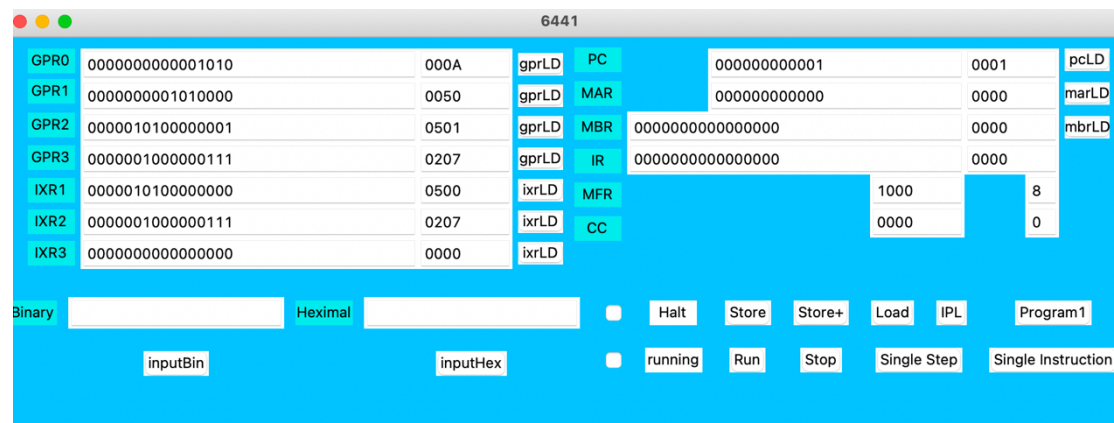 6441
GPR0 0000000000001010 000A gprLD PC 000000000001 0001 pcLD
GPR1 0000000001010000 0050 gprLD MAR 000000000000 0000 marLD
GPR2 0000010100000001 0501 gprLD MBR 0000000000000000 0000 mbrLD
GPR3 0000001000000111 0207 gprLD IR 0000000000000000 0000
IXR1 0000010100000000 0500 ixrLD MFR 1000 8
IXR2 0000001000000111 0207 ixrLD CC 0000 0
IXR3 0000000000000000 0000 ixrLD
Binary Heximal Halt Store Store+ Load IPL Program1
inputBin inputHex running Run Stop Single Step Single Instruction